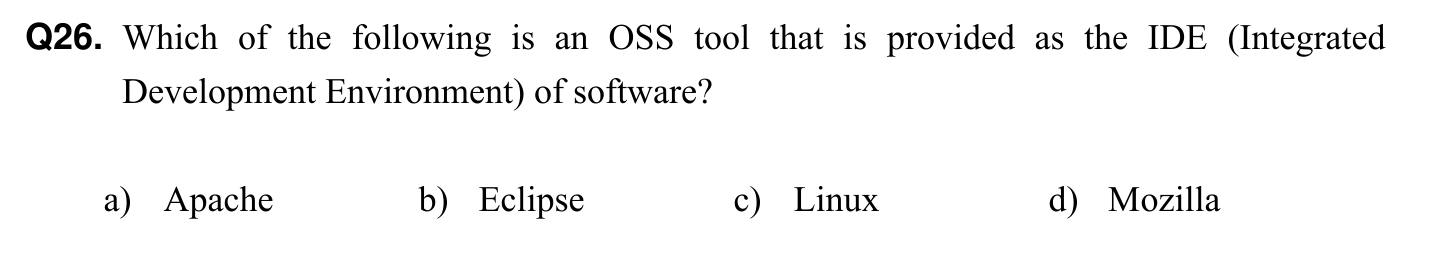 Q26. Which of the following is an OSS tool that is provided as the IDE (Integrated
Development Environment) of software?
a) Apache b) Eclipse c) Linux d) Mozilla